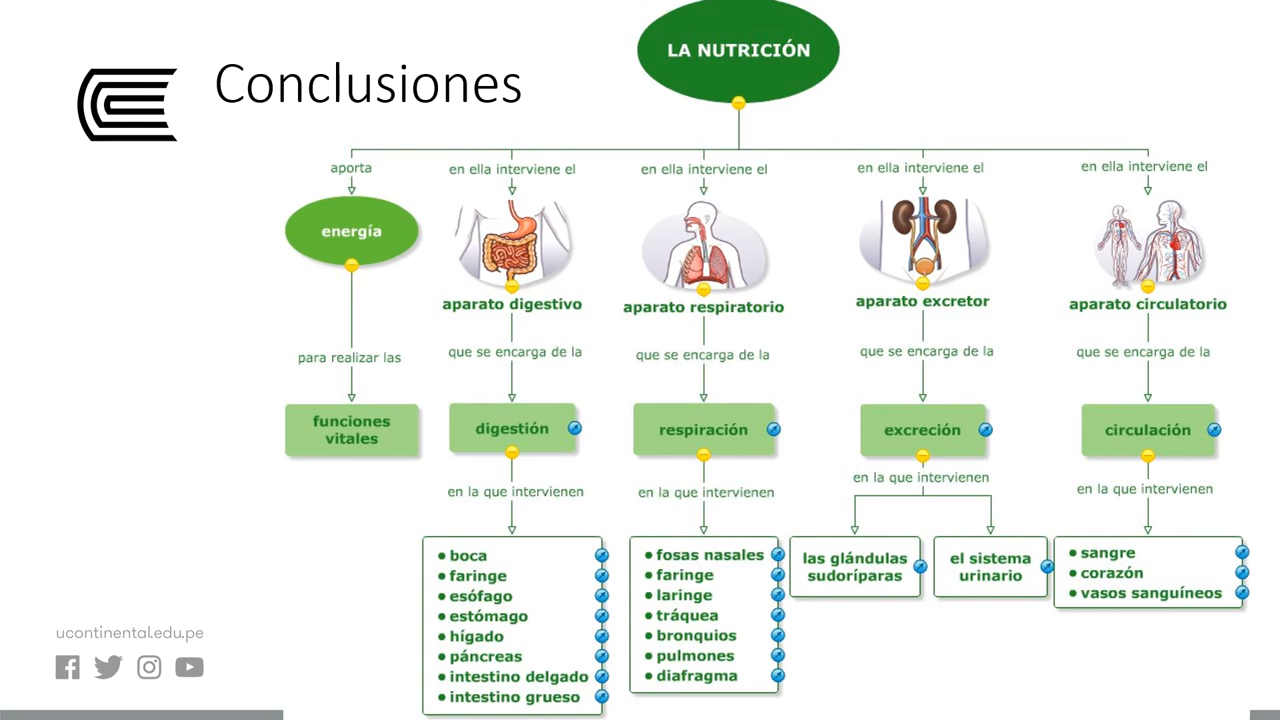 LA NUTRICIÓN
Conclusiones
aporta
en ella interviene el
en ella interviene el
en ella interviene el
en ella interviene el
energía
aparato digestivo
aparato respiratorio
aparato excretor
aparato circulatorio
para realizar las
que se encarga de la
que se encarga de la
que se encarga de la
que se encarga de la
funciones
vitales
digestión
respiración
excreción
circulación
en la que intervienen
en la que intervienen
en la que intervienen
en la que intervienen
• boca
• faringe
• esófago
• estómago
• hígado
• páncreas
• intestino delgado
• intestino grueso
• fosas nasales
• faringe
• laringe
• tráquea
• bronquios
• pulmones
• diafragma
las glándulas
sudoríparas
el sistema
urinario
• sangre
• corazón
• vasos sanguíneos
ucontinental.edu.pe